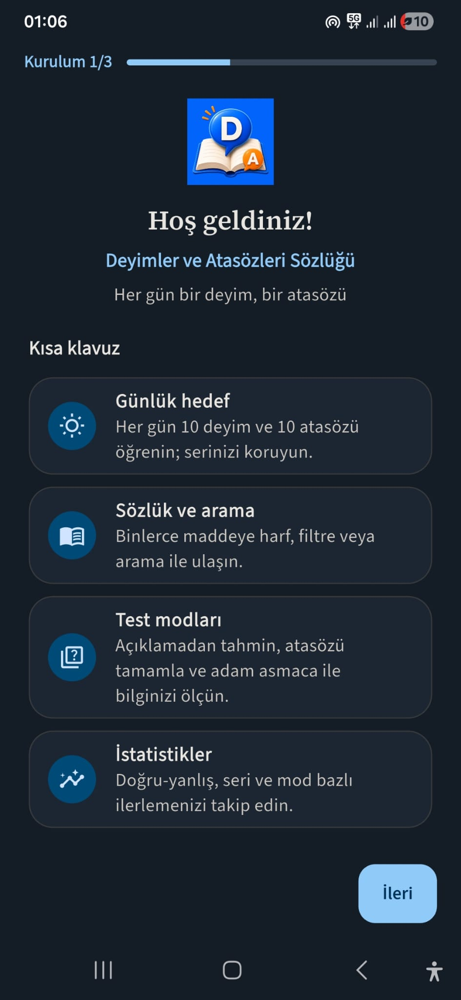 01:06
5G
10
Kurulum 1/3
D
A
Hoş geldiniz!
Deyimler ve Atasözleri Sözlüğü
Her gün bir deyim, bir atasözü
Kısa klavuz
Günlük hedef
Her gün 10 deyim ve 10 atasözü
öğrenin; serinizi koruyun.
Sözlük ve arama
Binlerce maddeye harf, filtre veya
arama ile ulaşın.
Test modları
Açıklamadan tahmin, atasözü
tamamla ve adam asmaca ile
bilginizi ölçün.
İstatistikler
Doğru-yanlış, seri ve mod bazlı
ilerlemenizi takip edin.
İleri